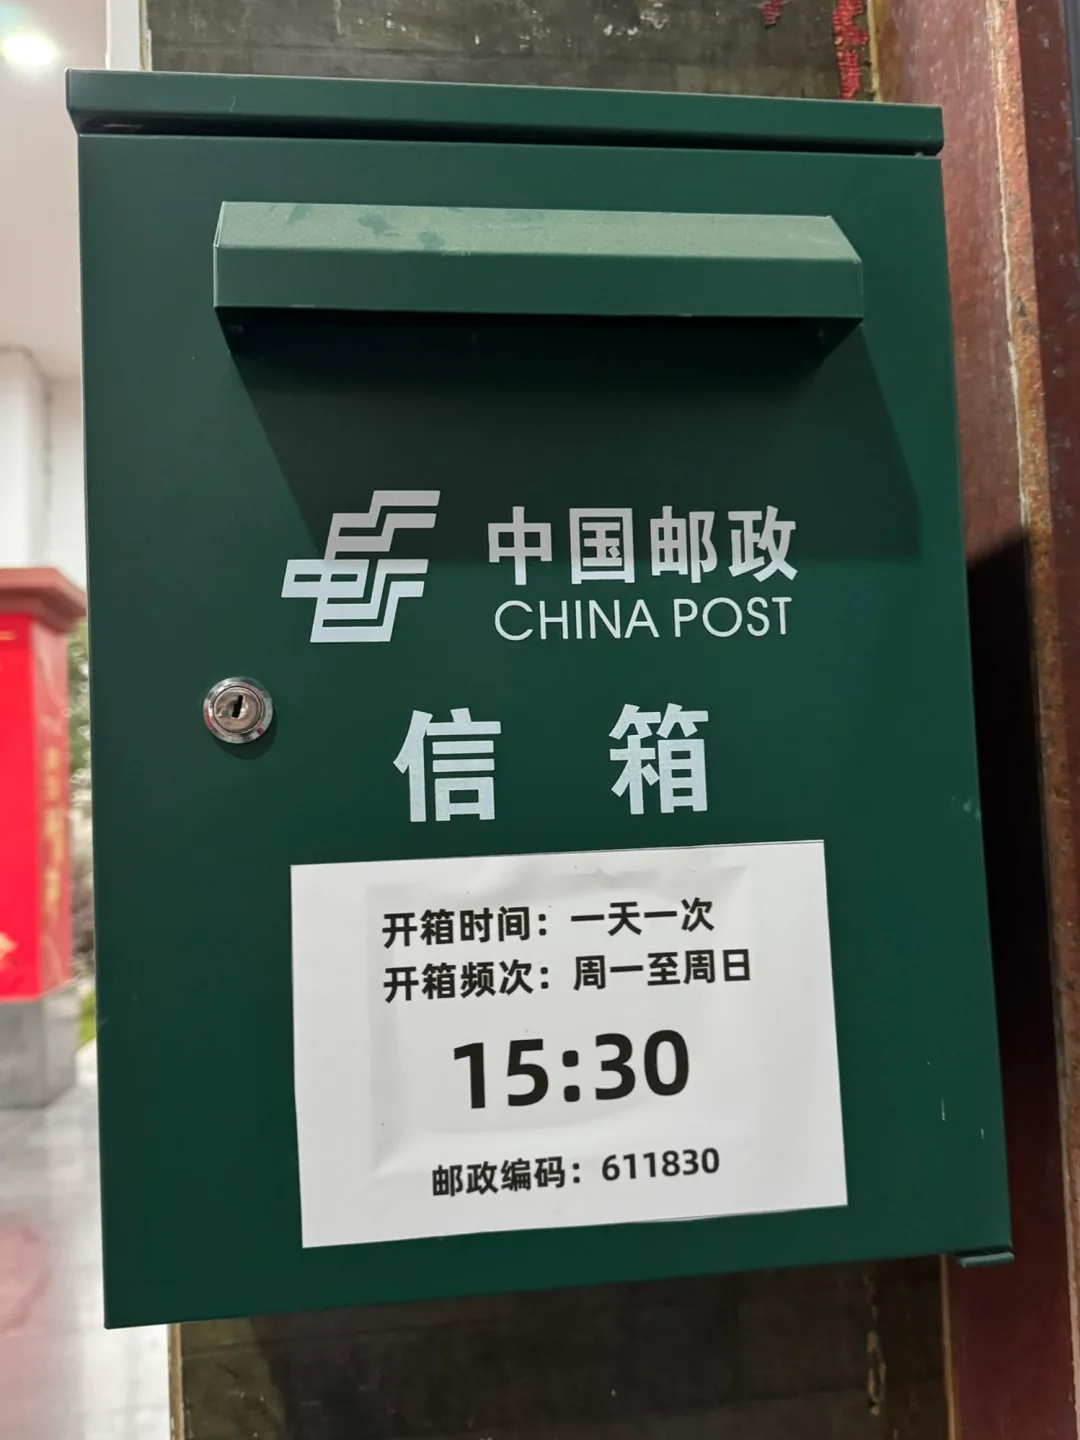 中国邮政
CHINA POST
信箱
开箱时间：一天一次
开箱频次：周一至周日
15:30
邮政编码：611830